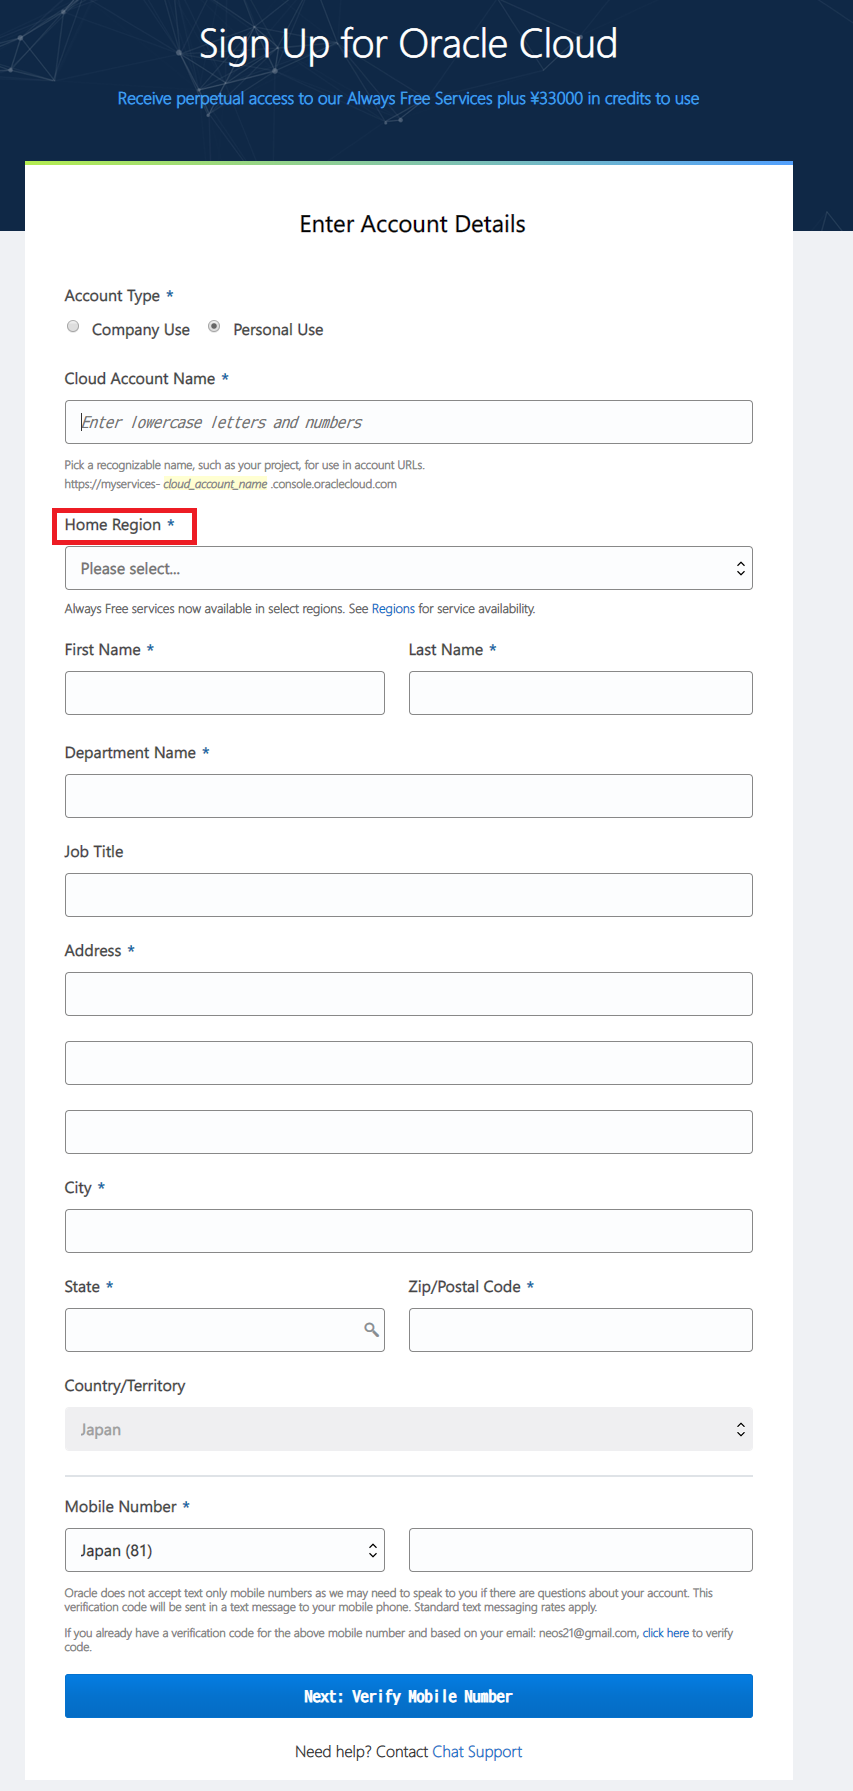 Sign Up for Oracle Cloud
Receive perpetual access to our Always Free Services plus ¥33000 in credits to use
Enter Account Details
Account Type *
Company Use Personal Use
Cloud Account Name *
Enter lowercase letters and numbers
Pick a recognizable name, such as your project, for use in account URLs.
https://myservices- cloud_account_name .console.oraclecloud.com
Home Region *
Please select...
Always Free services now available in select regions. See Regions for service availability.
First Name * Last Name *
Department Name *
Job Title
Address *
City *
State * Zip/Postal Code *
Country/Territory
Japan
Mobile Number *
Japan (81)
Oracle does not accept text only mobile numbers as we may need to speak to you if there are questions about your account. This
verification code will be sent in a text message to your mobile phone. Standard text messaging rates apply.
If you already have a verification code for the above mobile number and based on your email: neos21@gmail.com, click here to verify
code.
Next: Verify Mobile Number
Need help? Contact Chat Support